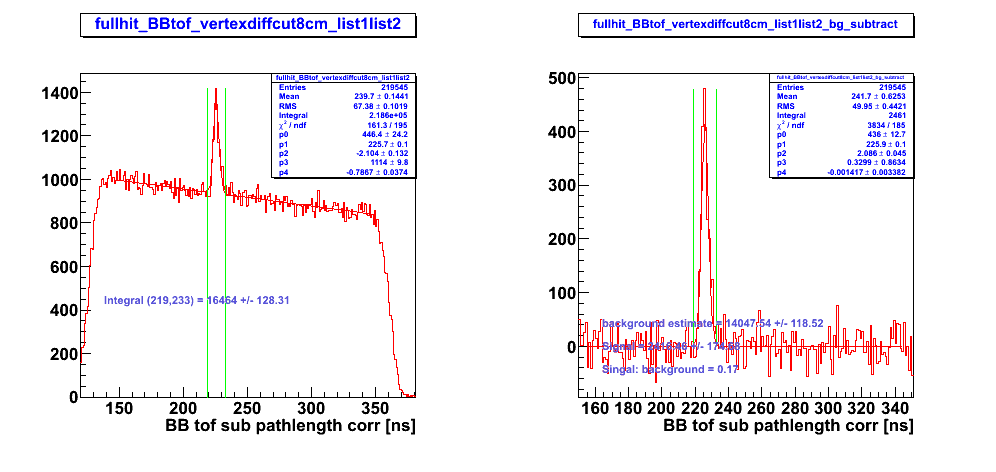 fullhit_BBtof_vertexdiffcut8cm_list1list2
fullhit_BBtof_vertexdiffcut8cm_list1list2
Entries 219545
Mean 239.7 ± 0.1441
RMS 67.38 ± 0.1019
Integral 2.186e+05
χ² / ndf 161.3 / 195
p0 446.4 ± 24.2
p1 225.7 ± 0.1
p2 -2.104 ± 0.132
p3 1114 ± 9.8
p4 -0.7867 ± 0.0374
1400
1200
1000
800
600
400
200
0
Integral (219,233) = 16464 +/- 128.31
150 200 250 300 350
BB tof sub pathlength corr [ns]
fullhit_BBtof_vertexdiffcut8cm_list1list2_bg_subtract
fullhit_BBtof_vertexdiffcut8cm_list1list2_bg_subtract
Entries 219545
Mean 241.7 ± 0.6253
RMS 49.95 ± 0.4421
Integral 2461
χ² / ndf 3834 / 185
p0 436 ± 12.7
p1 225.9 ± 0.1
p2 2.086 ± 0.045
p3 0.3299 ± 0.8634
p4 -0.001417 ± 0.003382
500
400
300
200
100
0
background estimate = 14047.54 +/- 118.52
Singal: background = 0.17
160 180 200 220 240 260 280 300 320 340
BB tof sub pathlength corr [ns]